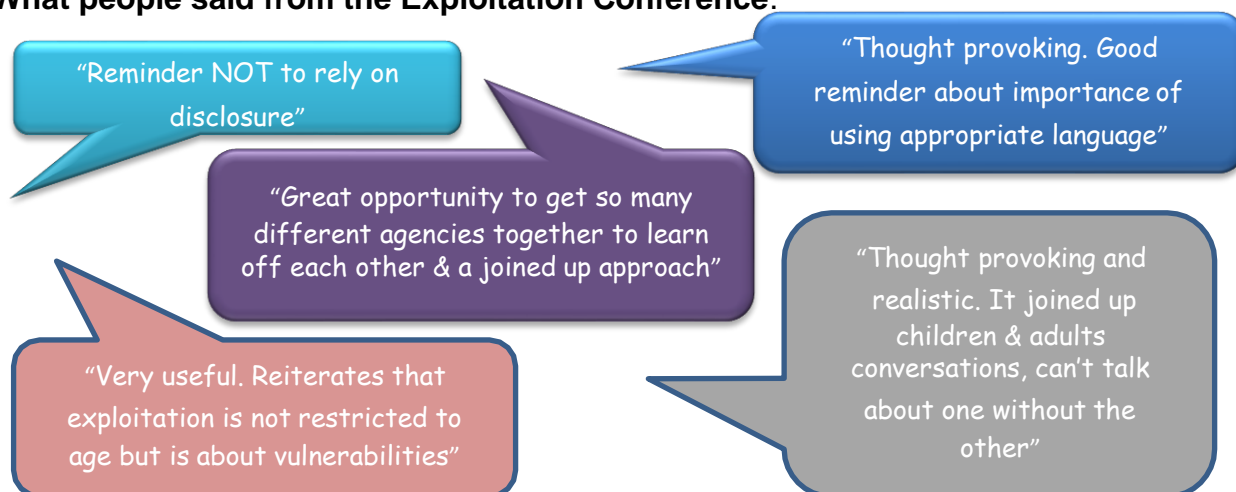 What people said from the Exploitation Conference:
“Reminder NOT to rely on
disclosure”
“Thought provoking. Good
reminder about importance of
using appropriate language”
“Great opportunity to get so many
different agencies together to learn
off each other & a joined up approach”
“Thought provoking and
realistic. It joined up
children & adults
conversations, can’t talk
about one without the
other”
“Very useful. Reiterates that
exploitation is not restricted to
age but is about vulnerabilities”